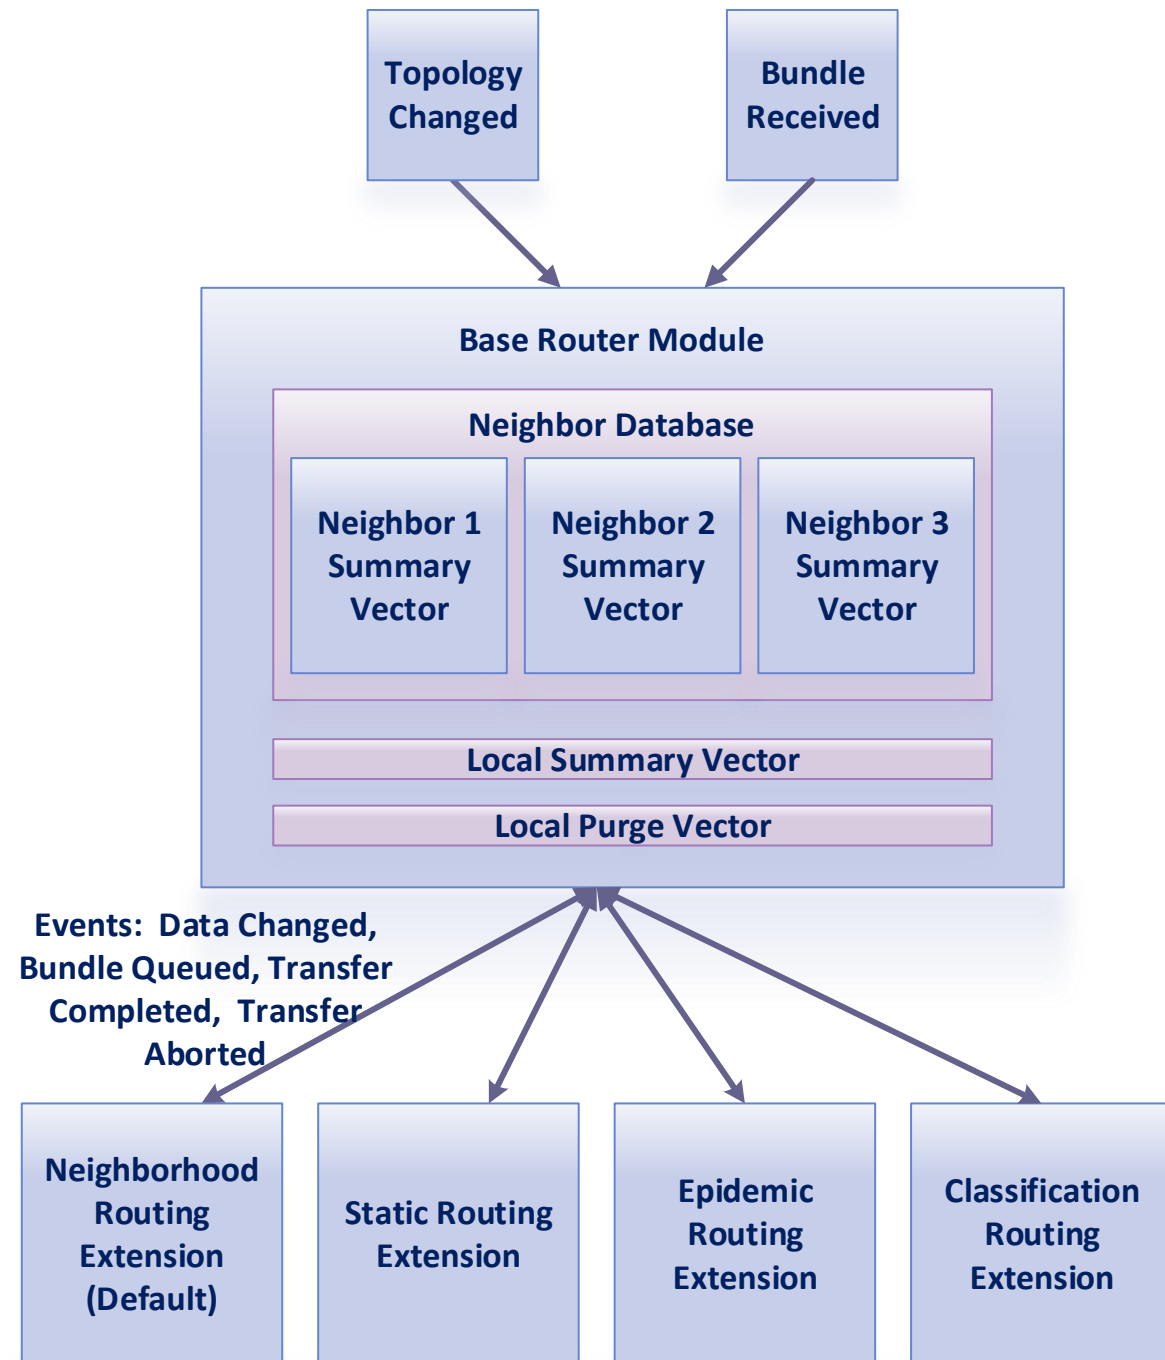 Topology
Changed
Bundle
Received
Base Router Module
Neighbor Database
Neighbor 1
Summary
Vector
Neighbor 2
Summary
Vector
Neighbor 3
Summary
Vector
Local Summary Vector
Local Purge Vector
Events:  Data Changed,
Bundle Queued, Transfer
Completed,  Transfer
Aborted
Neighborhood
Routing
Extension
(Default)
Static Routing
Extension
Epidemic
Routing
Extension
Classification
Routing
Extension